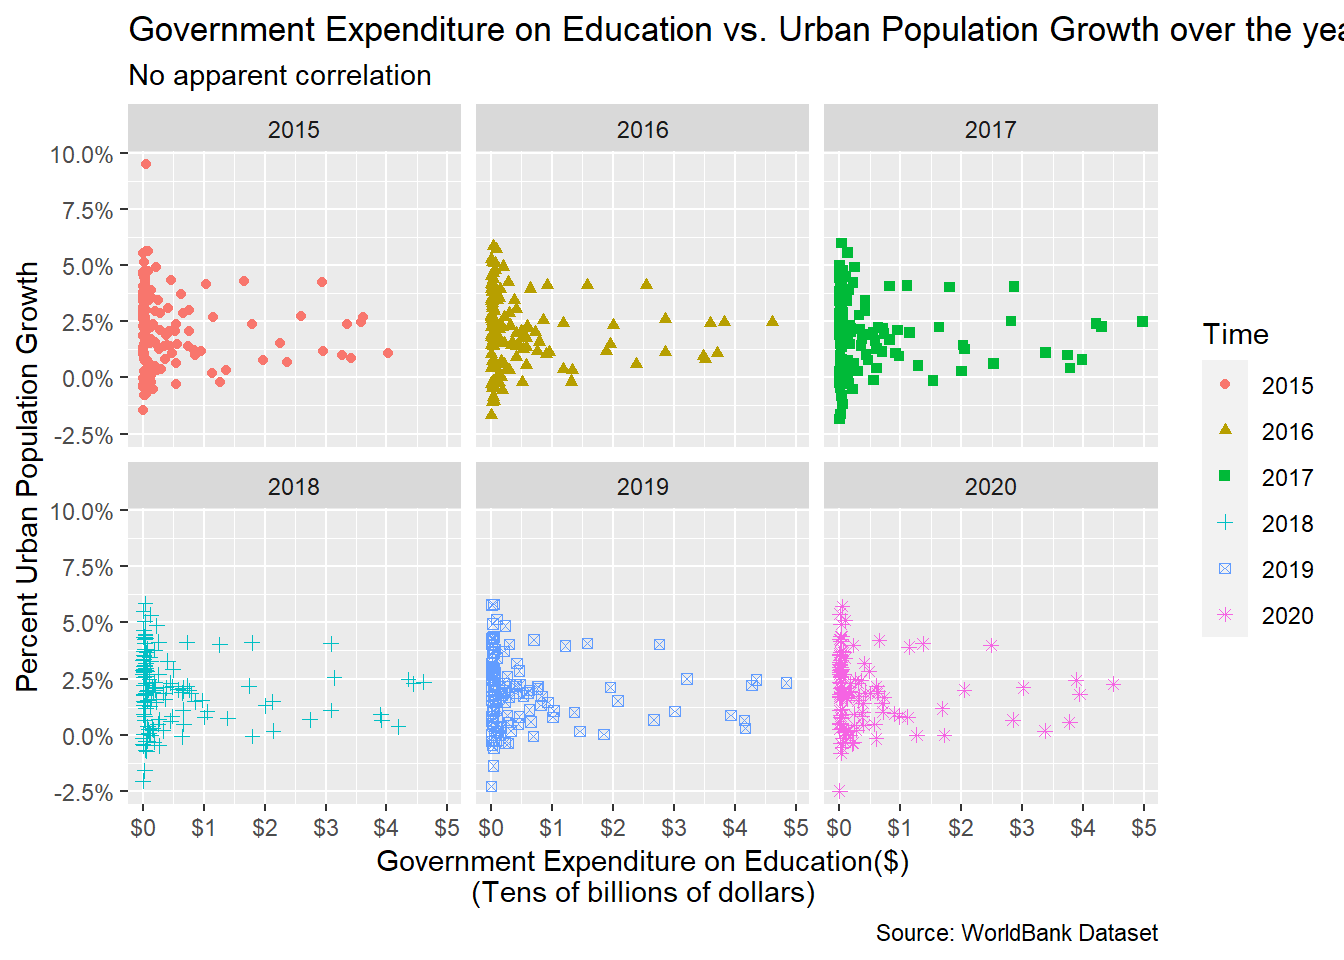 Government Expenditure on Education vs. Urban Population Growth over the yea
No apparent correlation
2015
2016
2017
10.0%
7.5%
5.0%
2.5%
0.0%
-2.5%
2018
2019
2020
10.0%
7.5%
5.0%
2.5%
0.0%
-2.5%
$0 $1 $2 $3 $4 $5
$0 $1 $2 $3 $4 $5
$0 $1 $2 $3 $4 $5
Percent Urban Population Growth
Government Expenditure on Education($)
(Tens of billions of dollars)
Time
2015
2016
2017
2018
2019
2020
Source: WorldBank Dataset